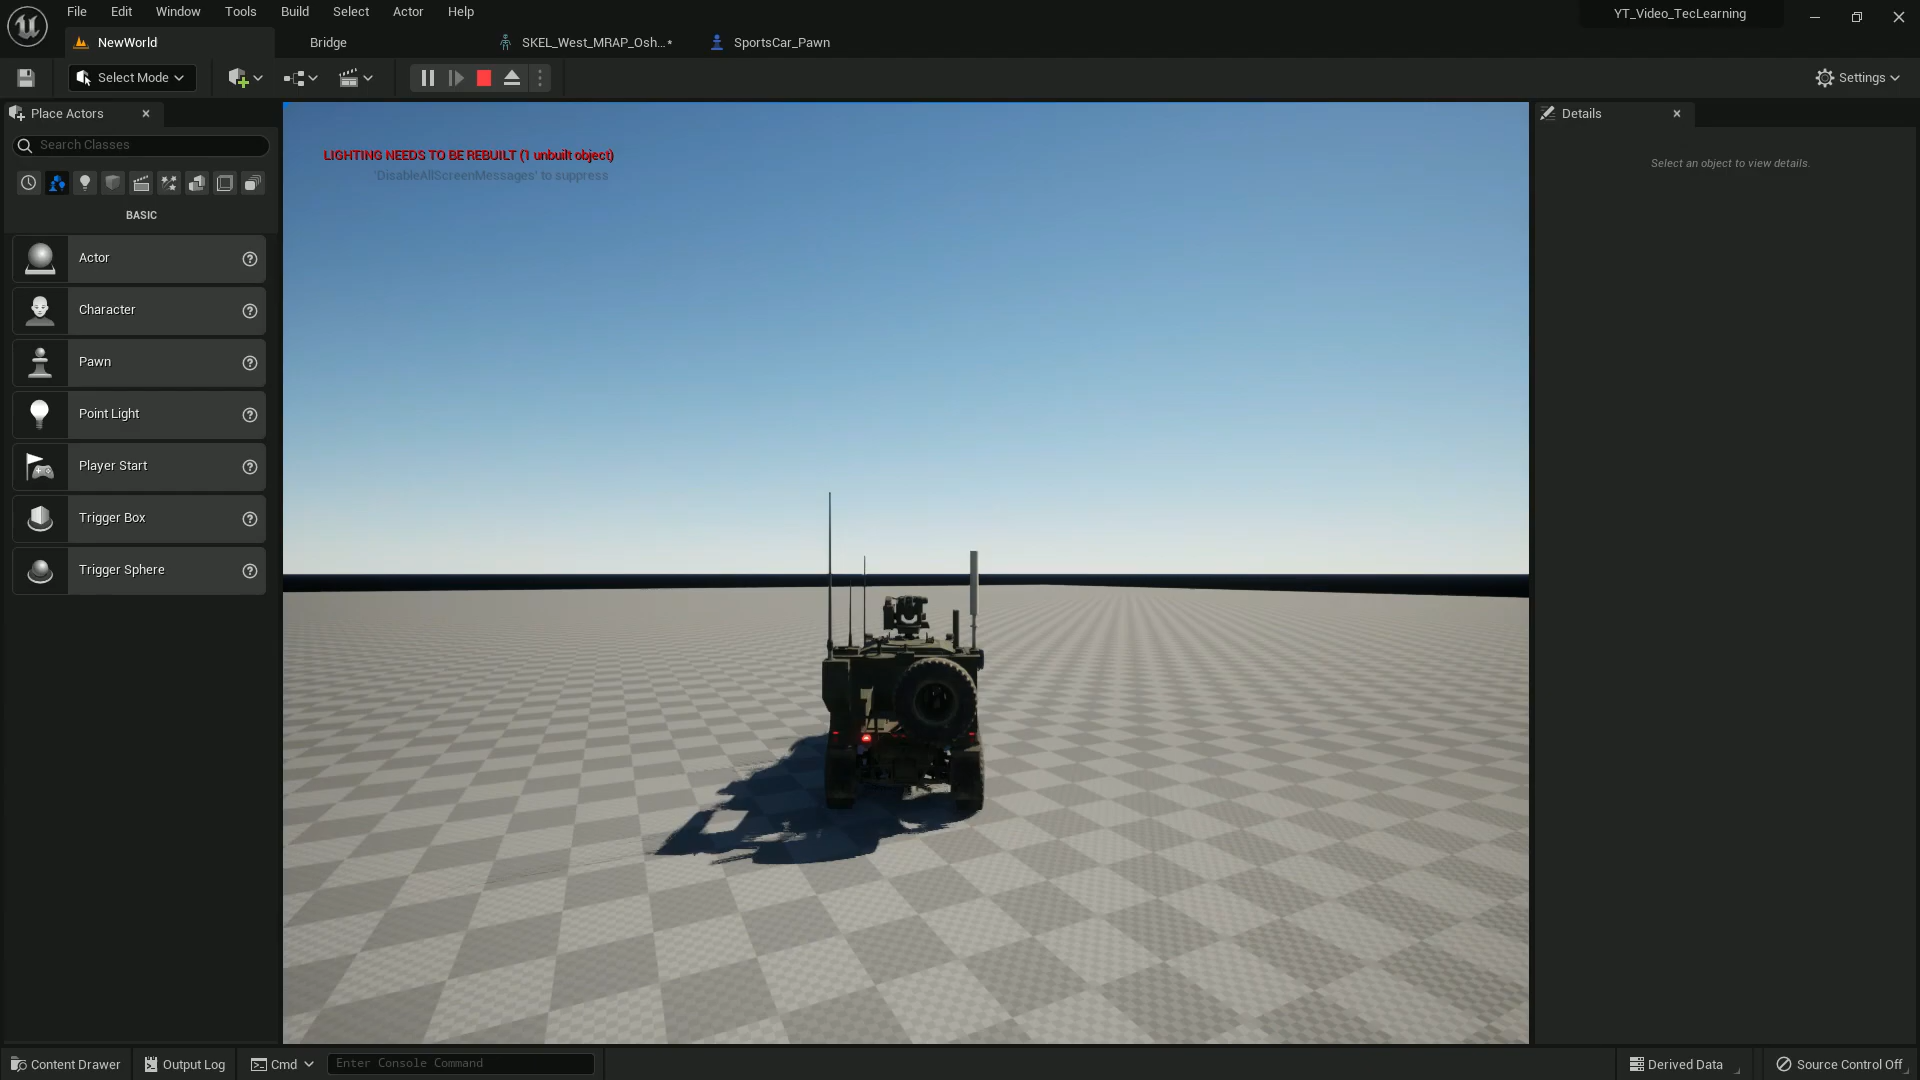 File Edit Window Tools Build Select Actor Help
YT_Video_TecLearning
NewWorld
Bridge
SKEL_West_MRAP_Osh...*
SportsCar_Pawn
Select Mode
Settings
Place Actors
Details
Search Classes
Select an object to view details.
LIGHTING NEEDS TO BE REBUILT (1 unbuilt object)
'DisableAllScreenMessages' to suppress
BASIC
Actor
Character
Pawn
Point Light
Player Start
Trigger Box
Trigger Sphere
Content Drawer
Output Log
Cmd
Enter Console Command
Derived Data
Source Control Off